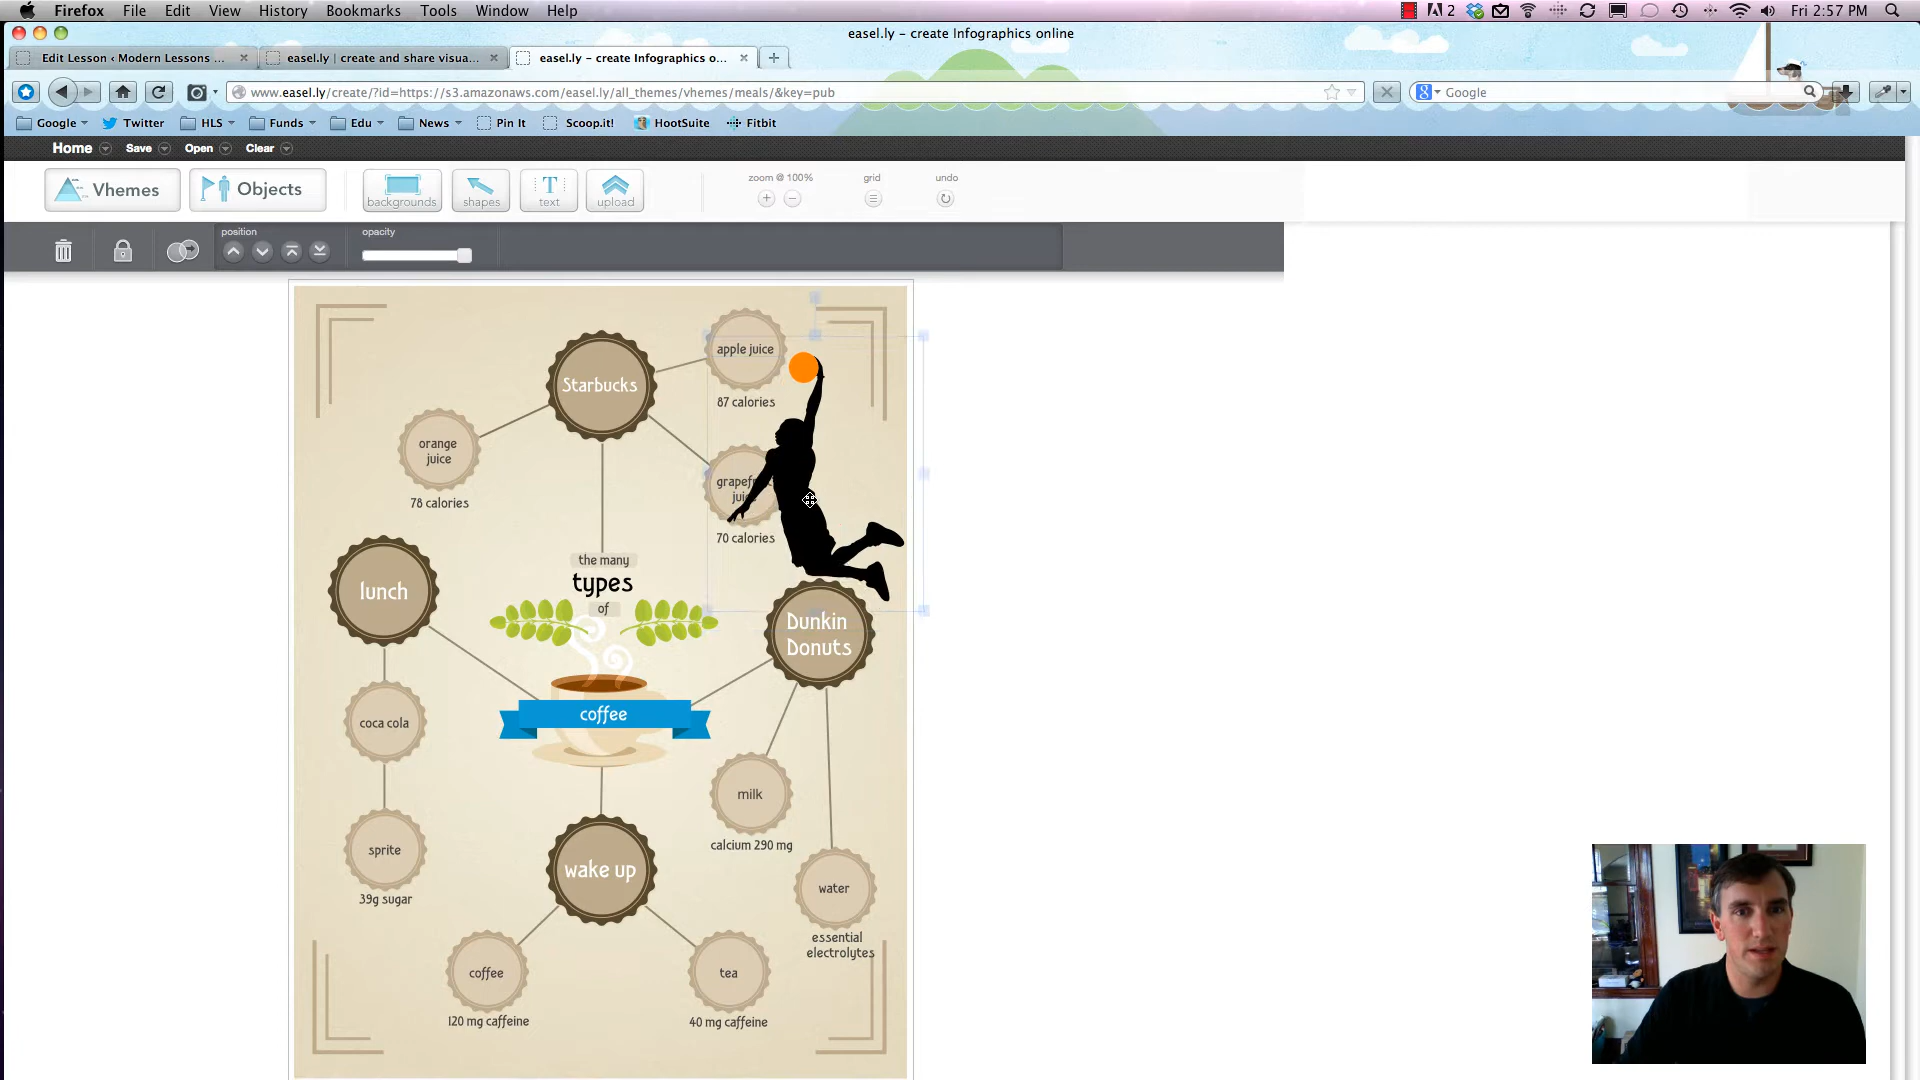 Firefox File Edit View History Bookmarks Tools Window Help
2
Fri 2:57 PM
easel.ly - create Infographics online
Edit Lesson ‹ Modern Lessons ...
easel.ly | create and share visua...
easel.ly - create Infographics o...
www.easel.ly/create/?id=https://s3.amazonaws.com/easel.ly/all_themes/vhemes/meals/&key=pub
Google
Google Twitter HLS Funds Edu News Pin It Scoop.it! HootSuite Fitbit
Home Save Open Clear
Vhemes
Objects
backgrounds
shapes
T
text
upload
zoom @ 100%
grid
undo
position
opacity
apple juice
87 calories
Starbucks
orange
juice
78 calories
70 calories
the many
types
of
lunch
Dunkin
Donuts
coffee
coca cola
milk
calcium 290 mg
sprite
39g sugar
wake up
water
essential
electrolytes
coffee
120 mg caffeine
tea
40 mg caffeine